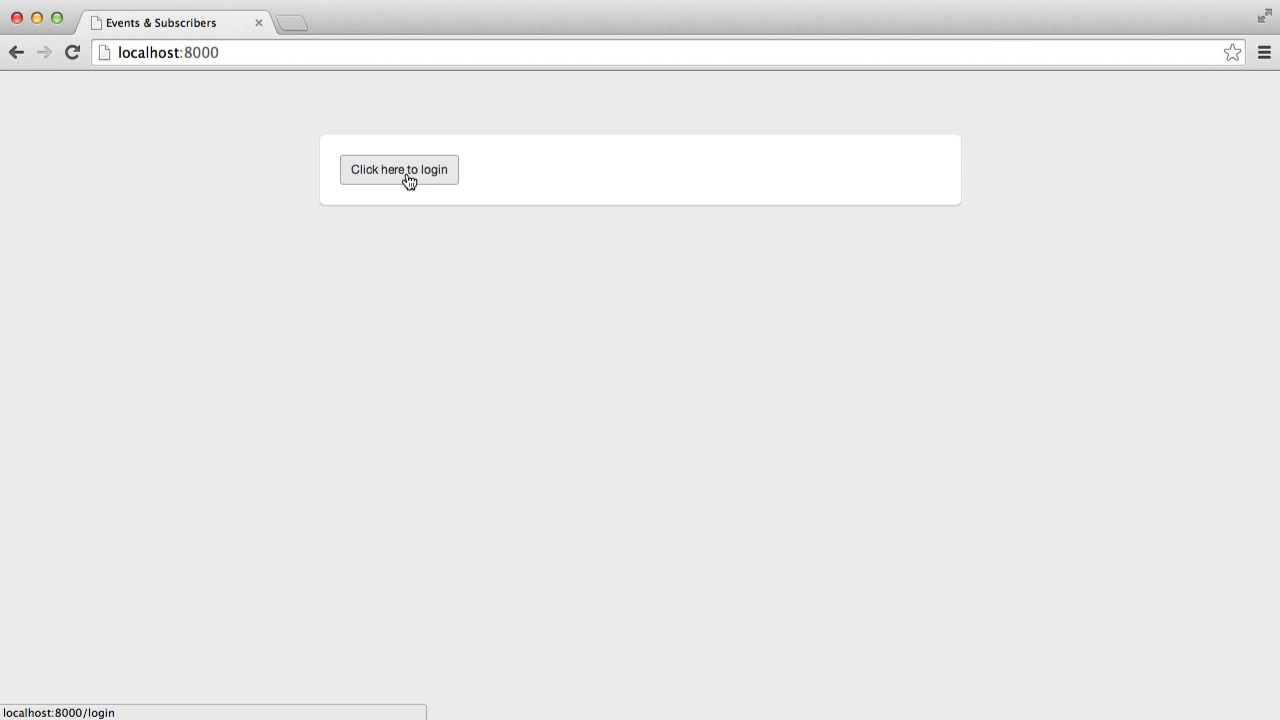 Events & Subscribers
localhost:8000
Click here to login
localhost:8000/login